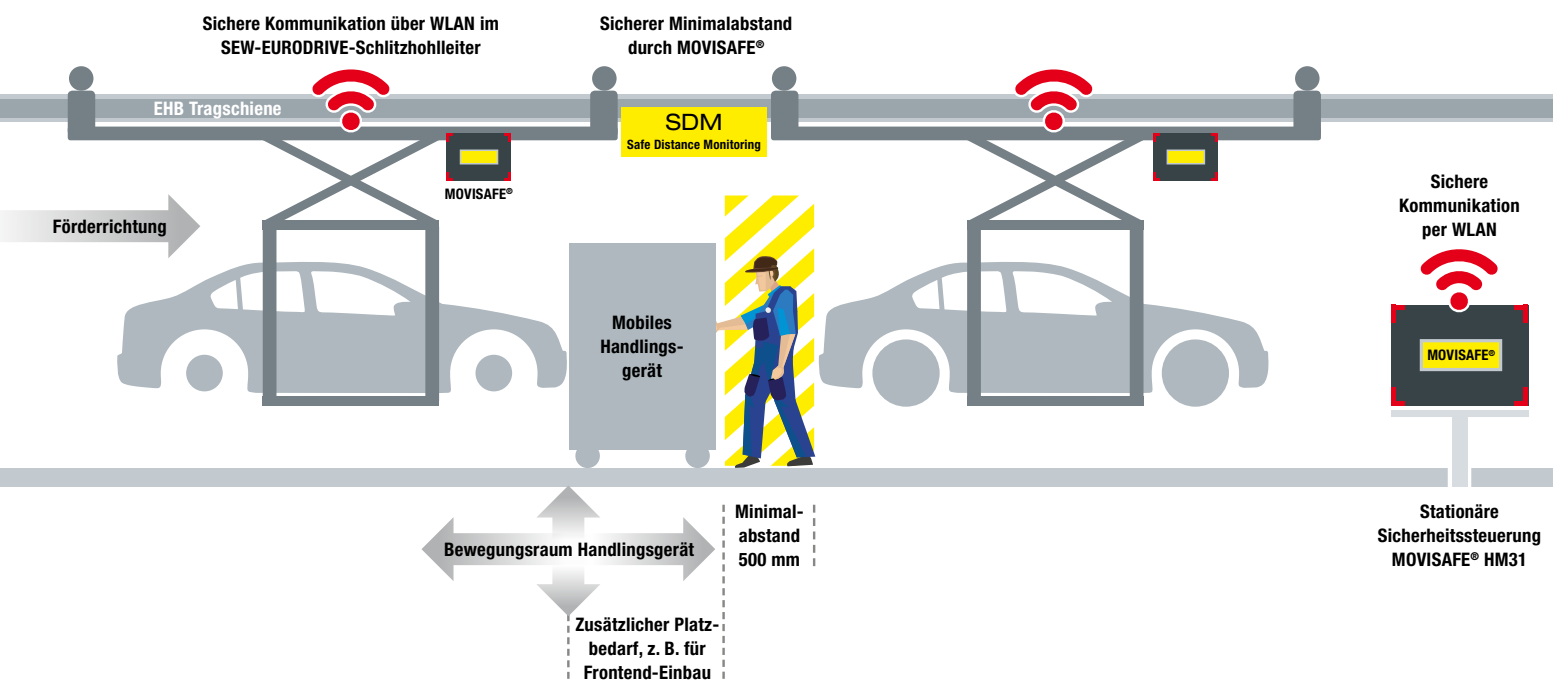 Sichere Kommunikation über WLAN im
SEW-EURODRIVE-Schlitzhohlleiter
Sicherer Minimalabstand
durch MOVISAFE®
EHB Tragschiene
SDM
Safe Distance Monitoring
MOVISAFE®
Förderrichtung
Sichere
Kommunikation
per WLAN
Mobiles
Handlings-
gerät
MOVISAFE®
Bewegungsraum Handlingsgerät
Minimal-
abstand
500 mm
Stationäre
Sicherheitssteuerung
MOVISAFE® HM31
Zusätzlicher Platz-
bedarf, z. B. für
Frontend-Einbau